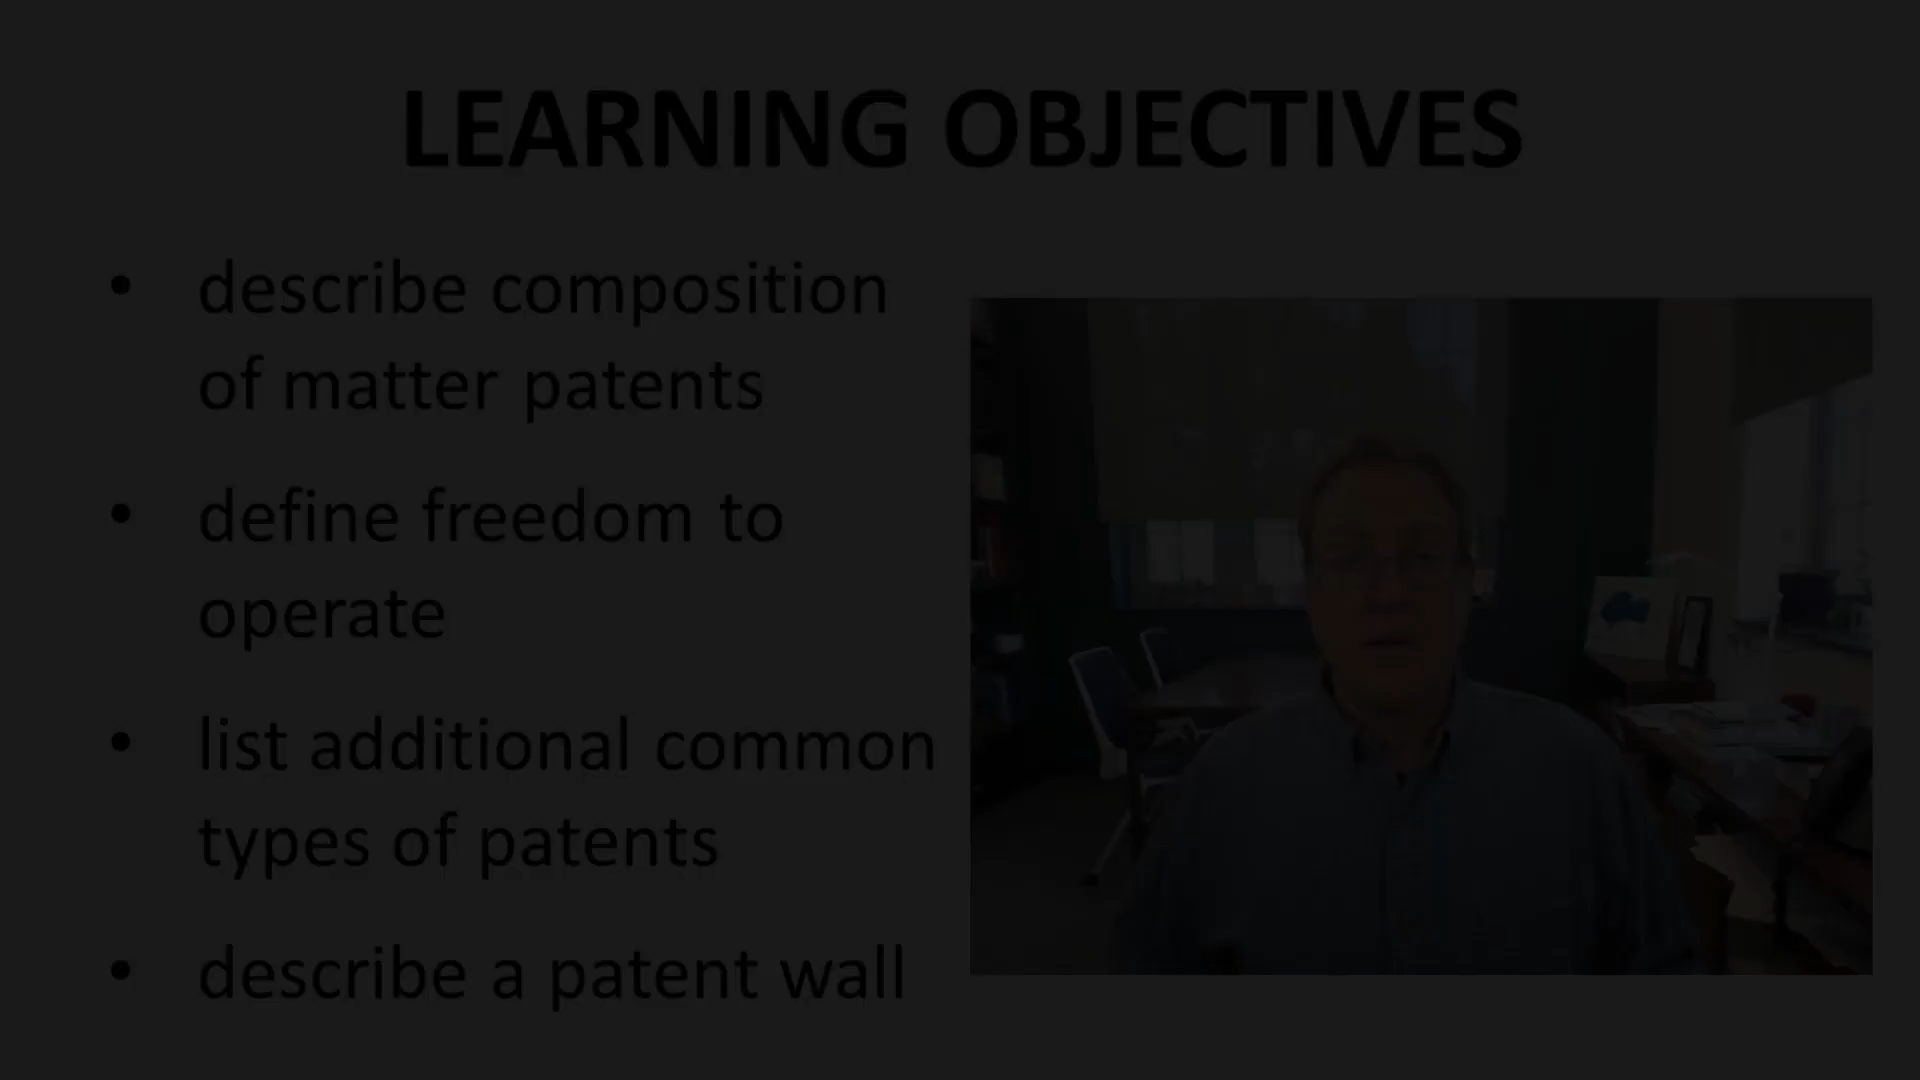 LEARNING OBJECTIVES
• describe composition
of matter patents
• define freedom to
operate
• list additional common
types of patents
• describe a patent wall